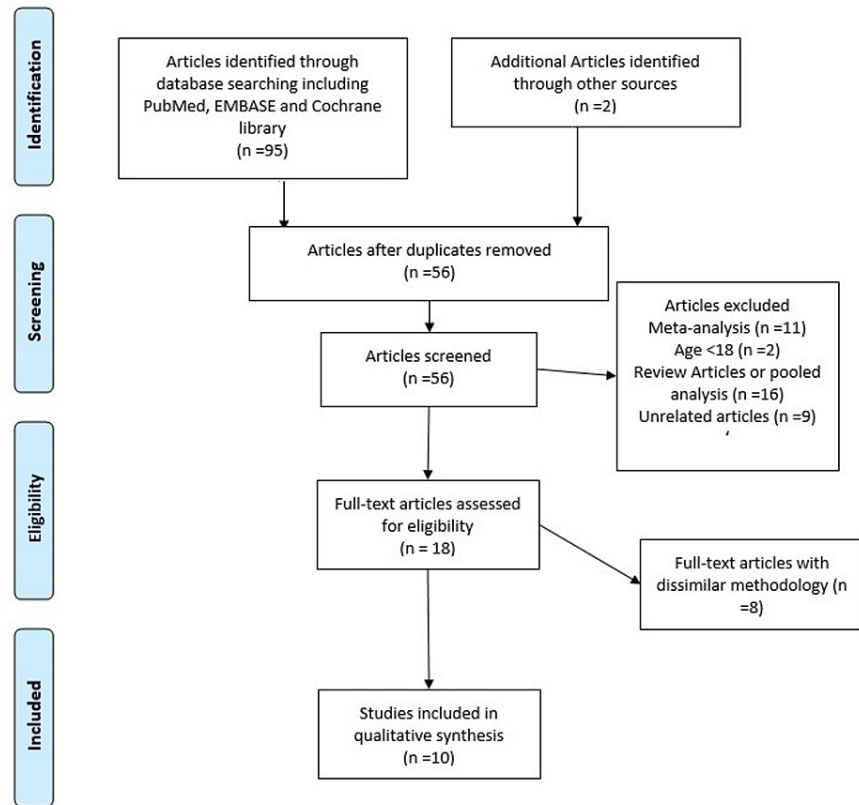 Identification
Articles identified through
database searching including
PubMed, EMBASE and Cochrane
library
(n =95)
Additional Articles identified
through other sources
(n =2)
Screening
Articles after duplicates removed
(n =56)
Articles screened
(n =56)
Articles excluded
Meta-analysis (n =11)
Age <18 (n =2)
Review Articles or pooled
analysis (n =16)
Unrelated articles (n =9)
‘
Eligibility
Full-text articles assessed
for eligibility
(n = 18)
Full-text articles with
dissimilar methodology (n
=8)
Included
Studies included in
qualitative synthesis
(n =10)